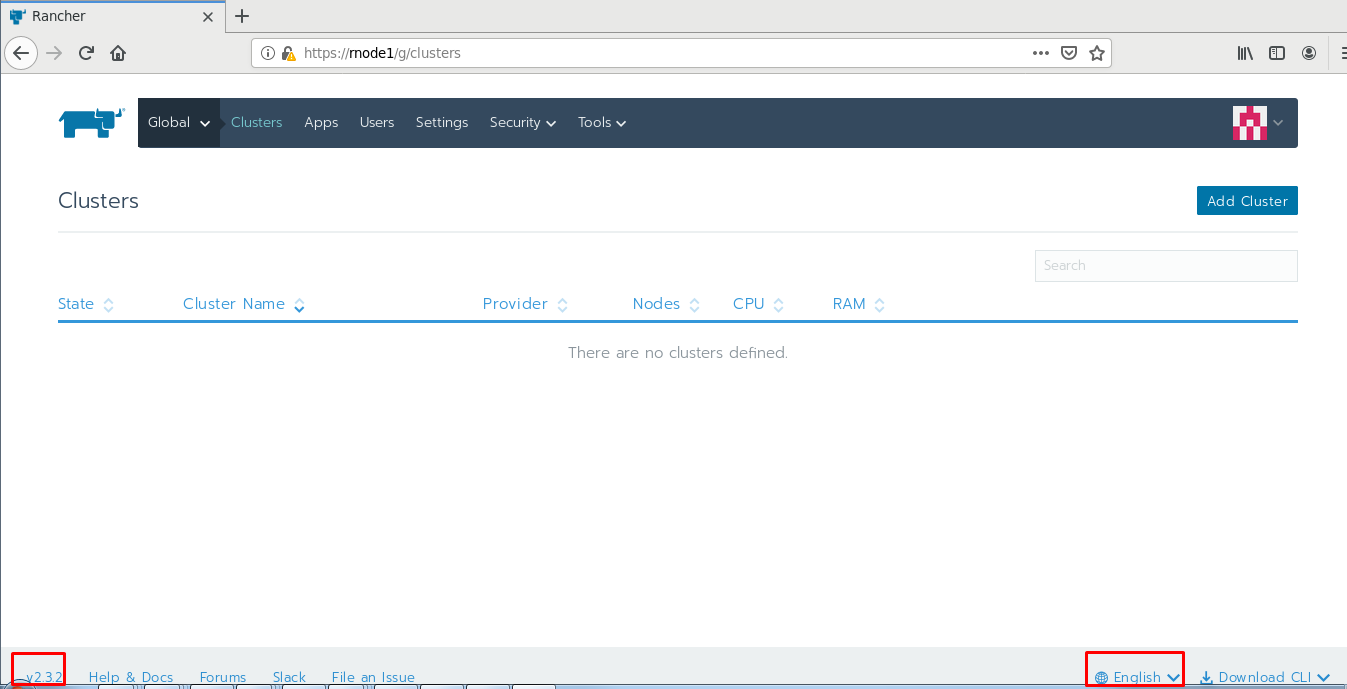 Rancher
https://rnode1/g/clusters
Global Clusters Apps Users Settings Security Tools
Clusters
Add Cluster
Search
State Cluster Name Provider Nodes CPU RAM
There are no clusters defined.
v2.3.2 Help & Docs Forums Slack File an Issue English Download CLI